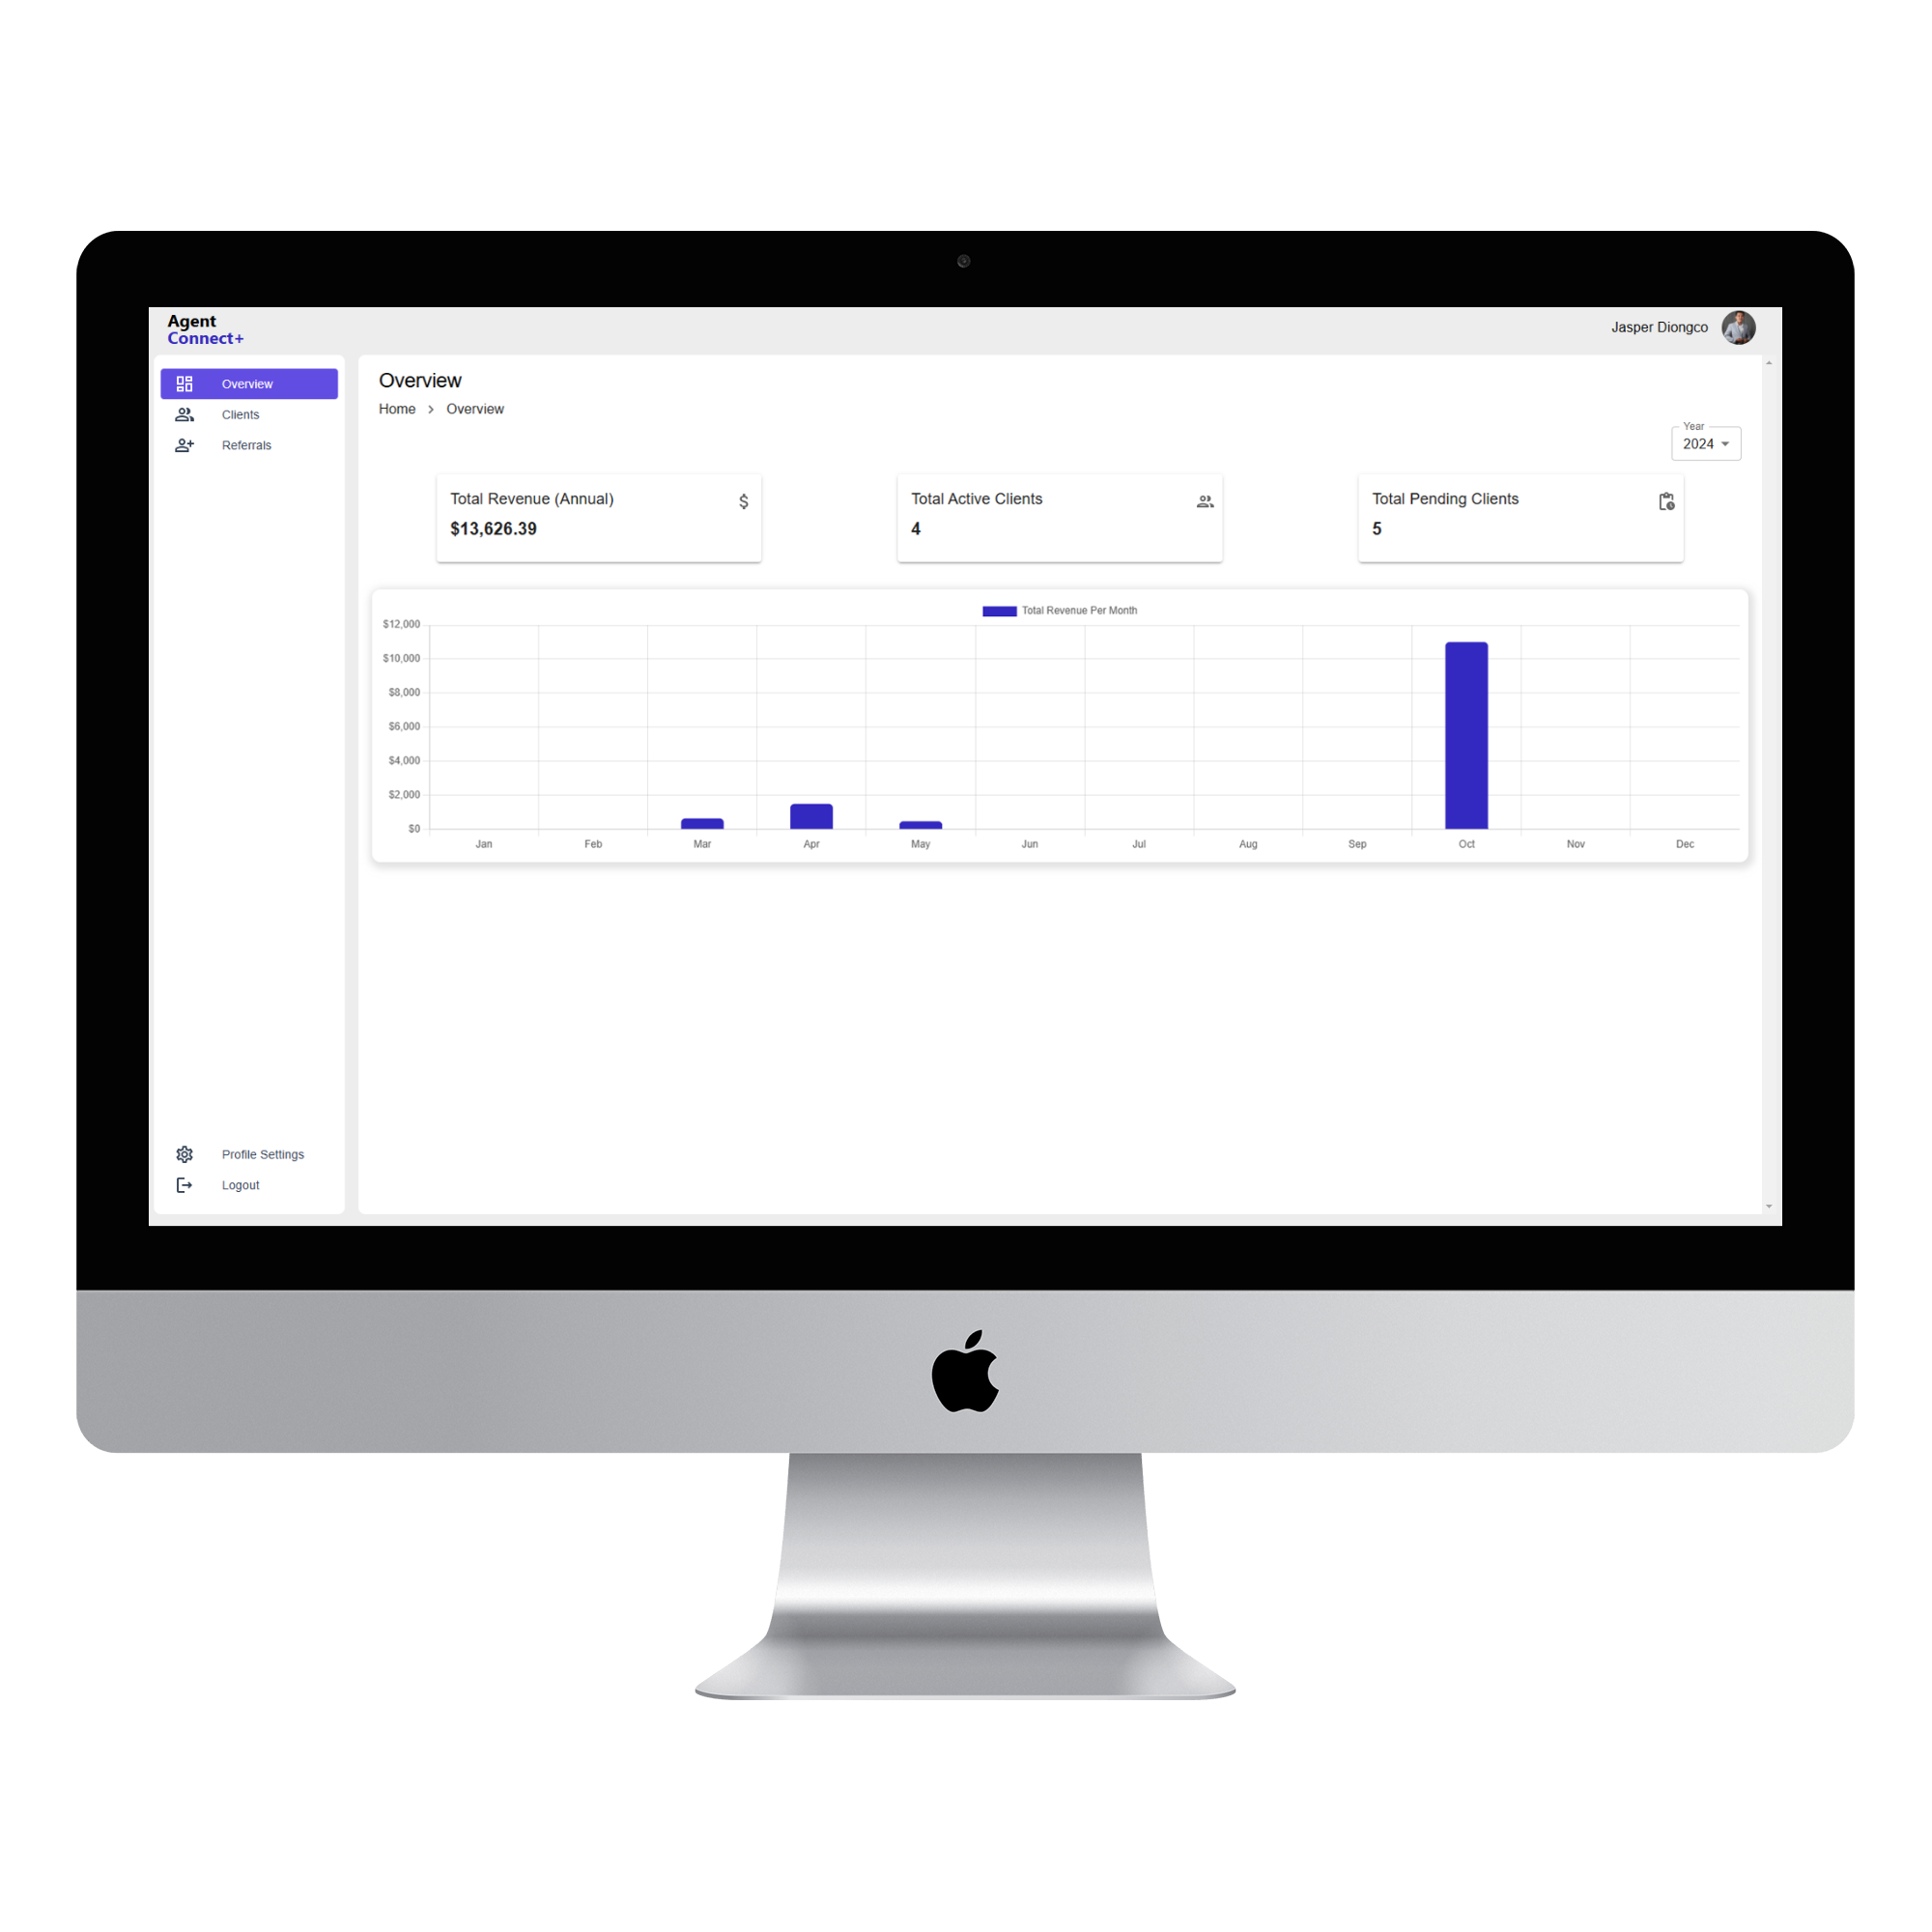 Agent
Connect+
Jasper Diongco
Overview
Clients
Referrals
Profile Settings
Logout
Overview
Home > Overview
Year
2024
Total Revenue (Annual)
$13,626.39
Total Active Clients
4
Total Pending Clients
5
Total Revenue Per Month
$12,000
$10,000
$8,000
$6,000
$4,000
$2,000
$0
Jan Feb Mar Apr May Jun Jul Aug Sep Oct Nov Dec